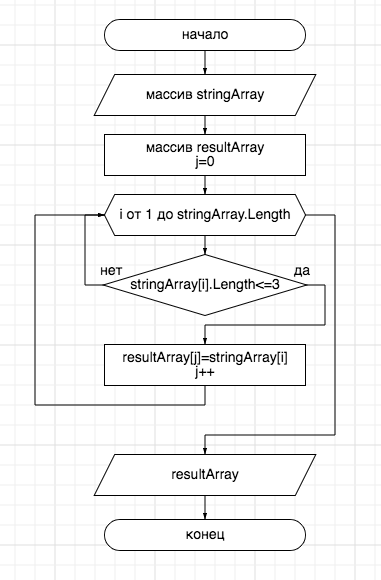 начало
массив stringArray
массив resultArray
j=0
i от 1 до stringArray.Length
нет
да
stringArray[i].Length<=3
resultArray[j]=stringArray[i]
j++
resultArray
конец